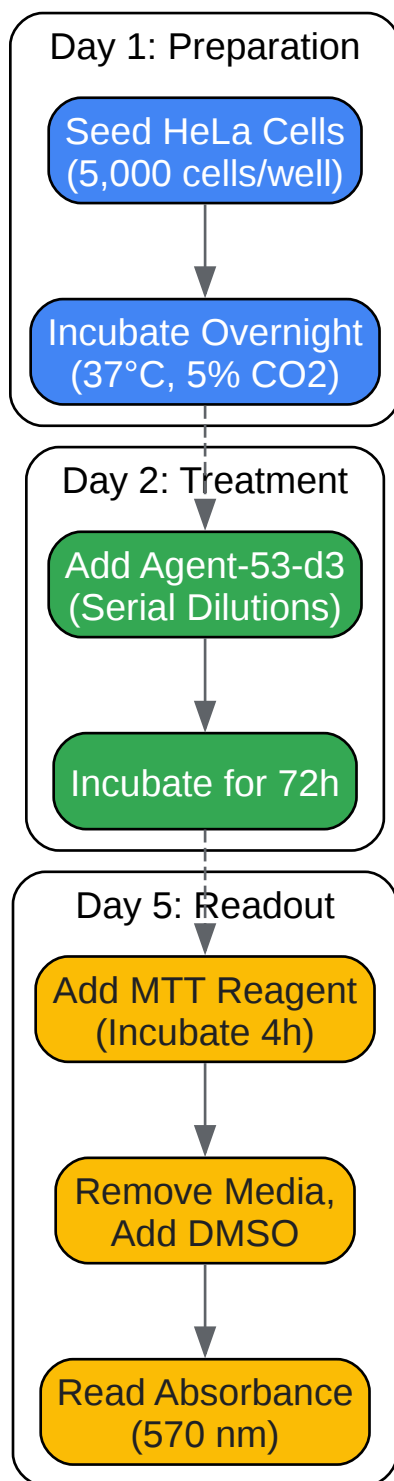 Day 1: Preparation
Seed HeLa Cells
(5,000 cells/well)
Incubate Overnight
(37°C, 5% CO2)
Day 2: Treatment
Add Agent-53-d3
(Serial Dilutions)
Incubate for 72h
Day 5: Readout
Add MTT Reagent
(Incubate 4h)
Remove Media,
Add DMSO
Read Absorbance
(570 nm)